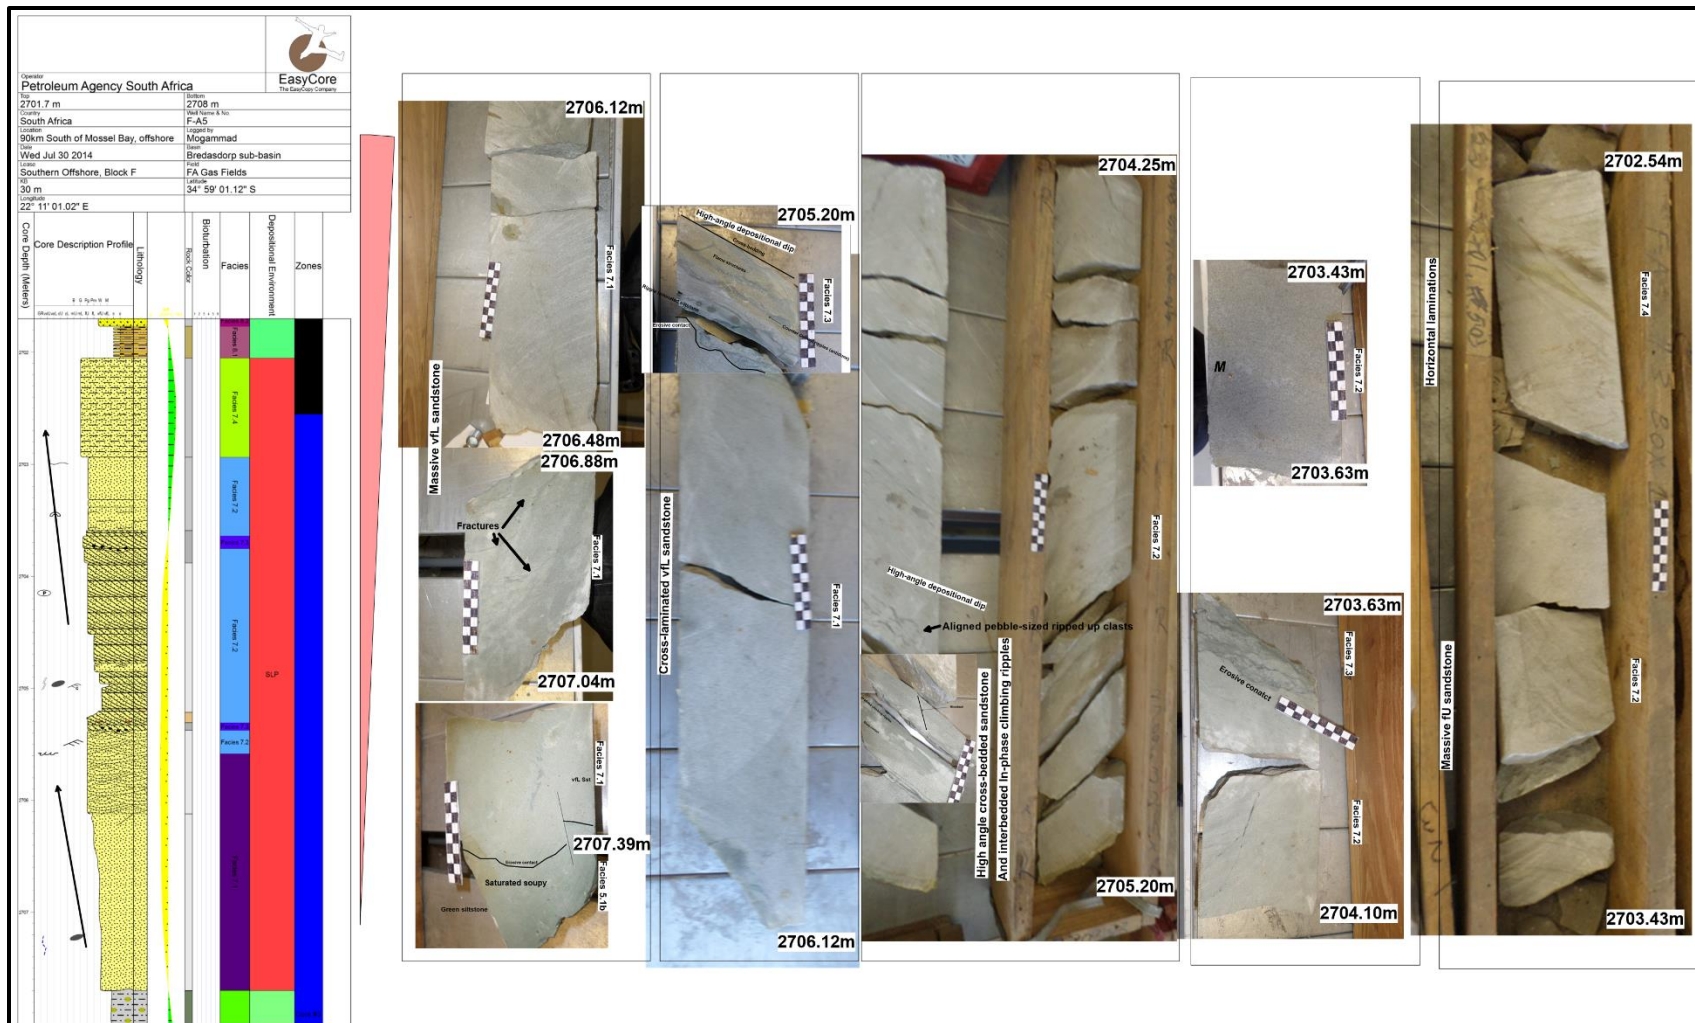 EasyCore
The EasyCopy Company
Operator
Petroleum Agency South Africa
Top
2701.7 m
Bottom
2708 m
Country
South Africa
Well Name & No.
F-A5
Location
90km South of Mossel Bay, offshore
Logged by
Mogammad
Date
Wed Jul 30 2014
Basin
Bredasdorp sub-basin
Lease
Southern Offshore, Block F
Field
FA Gas Fields
KB
30 m
Latitude
34° 59' 01.12" S
Longitude
22° 11' 01.02" E
Core Depth (Meters)
Core Description Profile
Lithology
Rock Color
Bioturbation
Facies
Depositional Environment
Zones
2702
2703
2704
2705
2706
2707
Facies 7.4
Facies 7.2
Facies 7.2
Facies 7.2
SLP
2706.12m
Facies 7.1
Massive vfL sandstone
2706.48m
2706.88m
Fractures
Facies 7.1
2707.04m
Facies 7.1
vfL Sst
2707.39m
Erosive contact
Saturated soupy
Green siltstone
Facies 5.1b
2705.20m
High-angle depositional dip
Cross bedding
Erosive contact
Facies 7.3
Cross-laminated vfL sandstone
Facies 7.1
2706.12m
2704.25m
Facies 7.2
High-angle depositional dip
Aligned pebble-sized ripped up clasts
High angle cross-bedded sandstone
And interbedded In-phase climbing ripples
2705.20m
2703.43m
M
Facies 7.2
2703.63m
2703.63m
Facies 7.3
Erosive conatct
Facies 7.2
2704.10m
2702.54m
Horizontal laminations
Facies 7.4
Massive fU sandstone
Facies 7.2
2703.43m